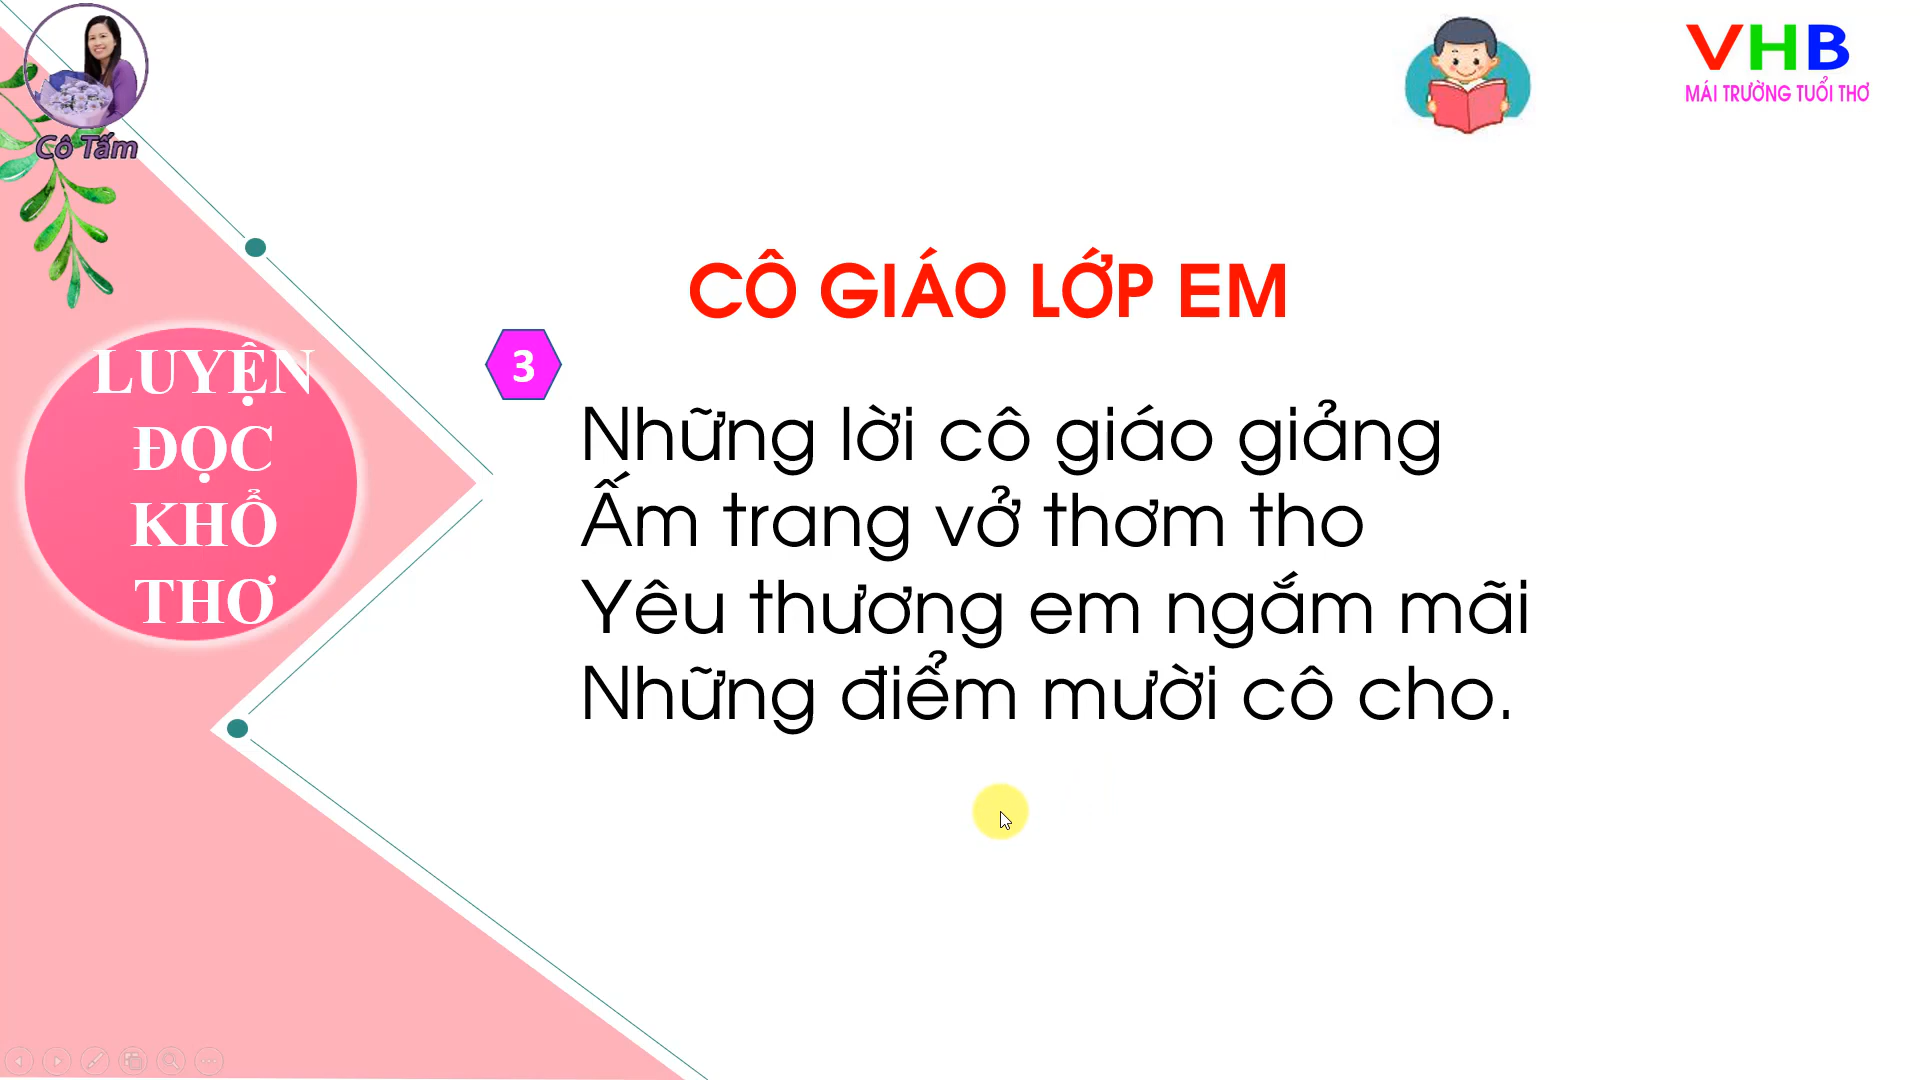 Cô Tấm
VHB
MÁI TRƯỜNG TUỔI THƠ
CÔ GIÁO LỚP EM
LUYỆN
ĐỌC
KHỔ
THƠ
3
Những lời cô giáo giảng
Ấm trang vở thơm tho
Yêu thương em ngắm mãi
Những điểm mười cô cho.